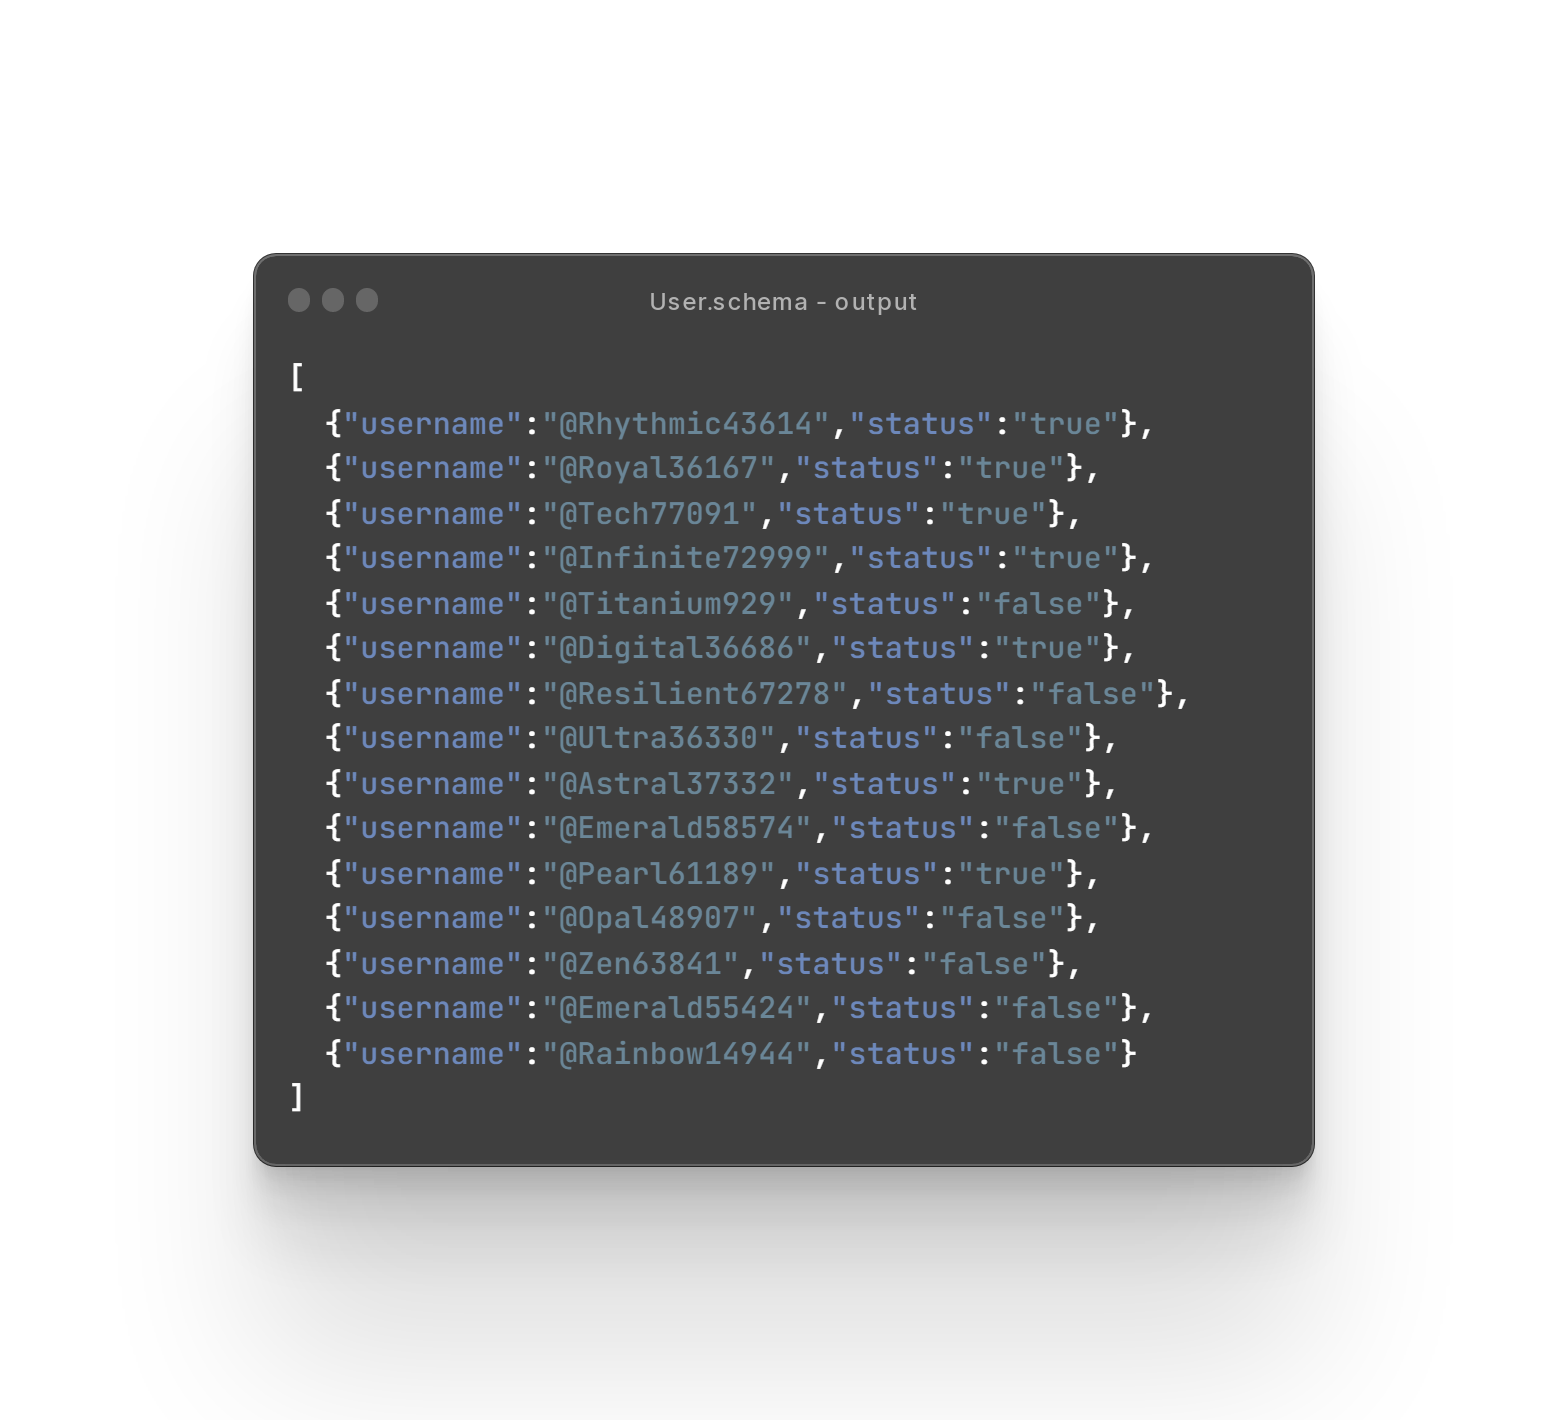 User.schema - output
[
{"username":"@Rhythmic43614","status":"true"},
{"username":"@Royal36167","status":"true"},
{"username":"@Tech77091","status":"true"},
{"username":"@Infinite72999","status":"true"},
{"username":"@Titanium929","status":"false"},
{"username":"@Digital36686","status":"true"},
{"username":"@Resilient67278","status":"false"},
{"username":"@Ultra36330","status":"false"},
{"username":"@Astral37332","status":"true"},
{"username":"@Emerald58574","status":"false"},
{"username":"@Pearl61189","status":"true"},
{"username":"@Opal48907","status":"false"},
{"username":"@Zen63841","status":"false"},
{"username":"@Emerald55424","status":"false"},
{"username":"@Rainbow14944","status":"false"}
]